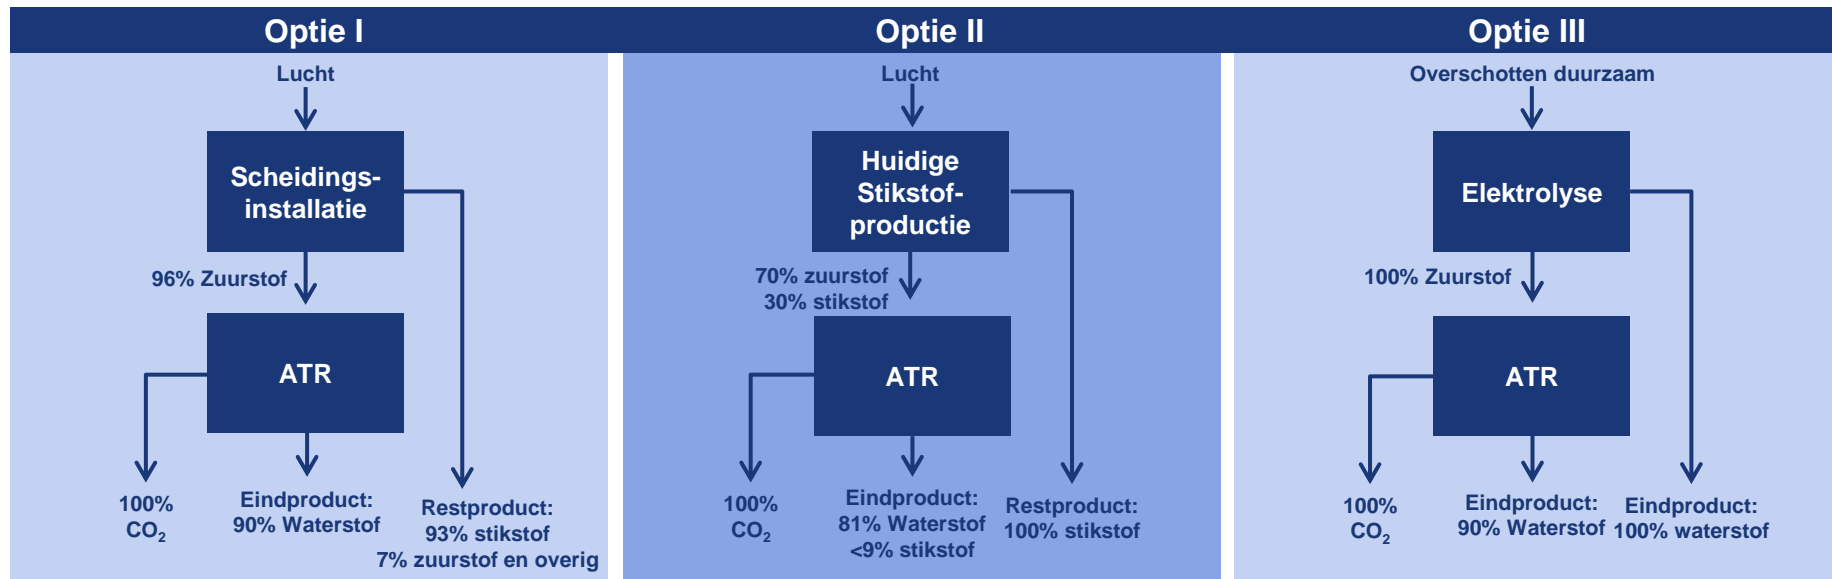 Optie I
Lucht
Scheidings-
installatie
96% Zuurstof
ATR
100%
CO₂
Eindproduct:
90% Waterstof
Restproduct:
93% stikstof
7% zuurstof en overig
Optie II
Lucht
Huidige
Stikstof-
productie
70% zuurstof
30% stikstof
ATR
100%
CO₂
Eindproduct:
81% Waterstof
<9% stikstof
Restproduct:
100% stikstof
Optie III
Overschotten duurzaam
Elektrolyse
100% Zuurstof
ATR
100%
CO₂
Eindproduct:
90% Waterstof
Eindproduct:
100% waterstof